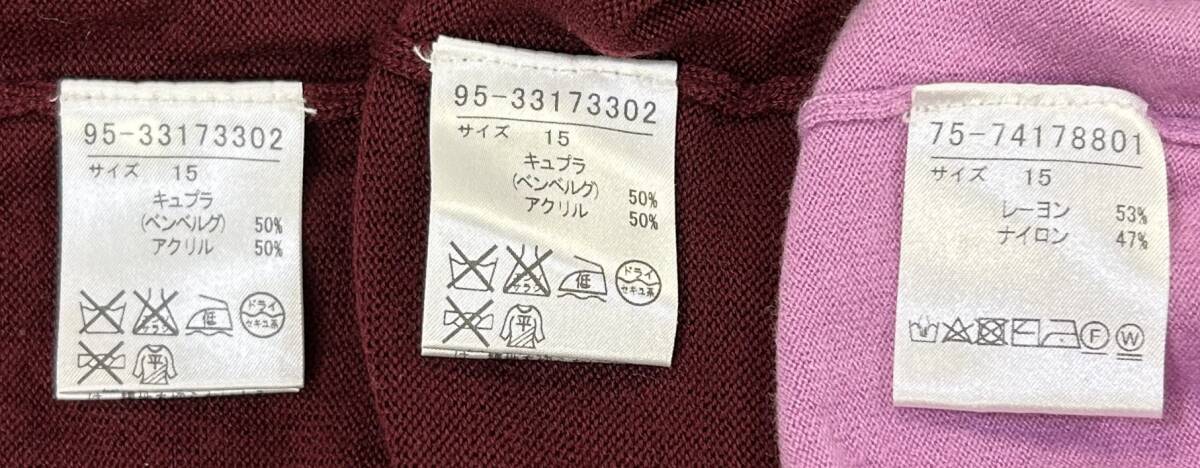 95-33173302
サイズ 15
キュプラ
(ベンベルグ) 50%
アクリル 50%
低 ドライ
セキユ系
平
95-33173302
サイズ 15
キュプラ
(ベンベルグ) 50%
アクリル 50%
低 ドライ
セキユ系
平
75-74178801
サイズ 15
レーヨン 53%
ナイロン 47%
F W